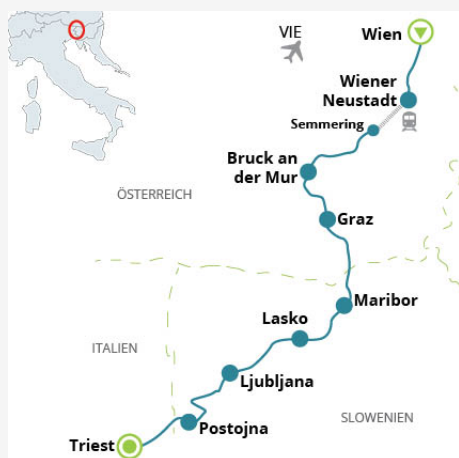 VIE
Wien
Wiener
Neustadt
Semmering
Bruck an
der Mur
ÖSTERREICH
Graz
Maribor
Lasko
ITALIEN
Ljubljana
SLOWENIEN
Postojna
Triest